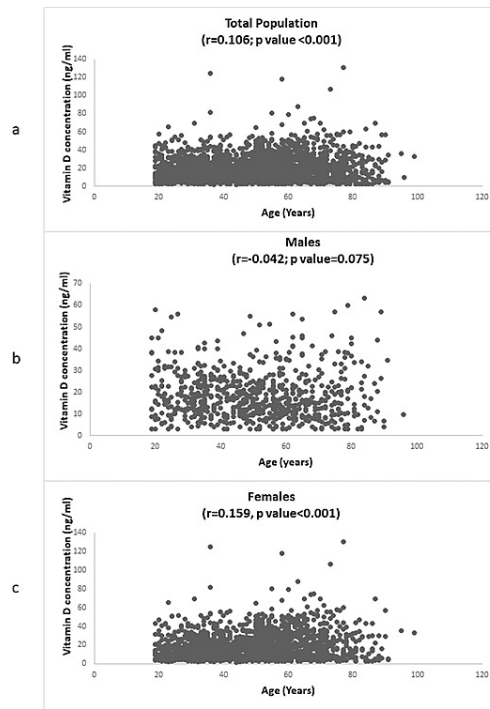 a
Total Population
(r=0.106; p value <0.001)
Vitamin D concentration (ng/ml)
140
120
100
80
60
40
20
0
0 20 40 60 80 100 120
Age (Years)
b
Males
(r=-0.042; p value=0.075)
Vitamin D concentration (ng/ml)
70
60
50
40
30
20
10
0
0 20 40 60 80 100 120
Age (years)
c
Females
(r=0.159, p value<0.001)
Vitamin D concentration (ng/ml)
140
120
100
80
60
40
20
0
0 20 40 60 80 100 120
Age (Years)